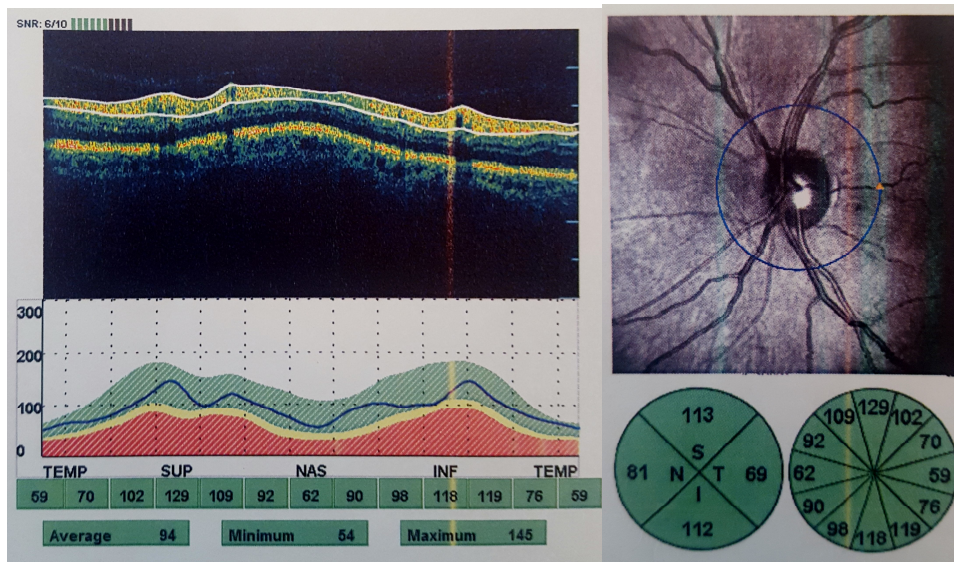 SNR: 6/10
300
200
100
0
TEMP SUP NAS INF TEMP
59 70 102 129 109 92 62 90 98 118 119 76 59
Average 94 Minimum 54 Maximum 145
113
S
81 N T 69
I
112
129
109 102
92 70
62 59
90 76
98 119
118